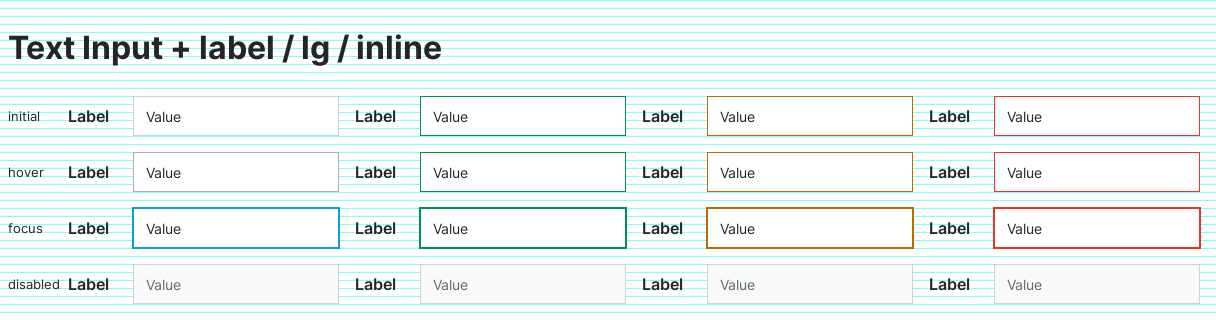 Text Input + label / lg / inline
initial Label Value Label Value Label Value Label Value
hover Label Value Label Value Label Value Label Value
focus Label Value Label Value Label Value Label Value
disabled Label Value Label Value Label Value Label Value